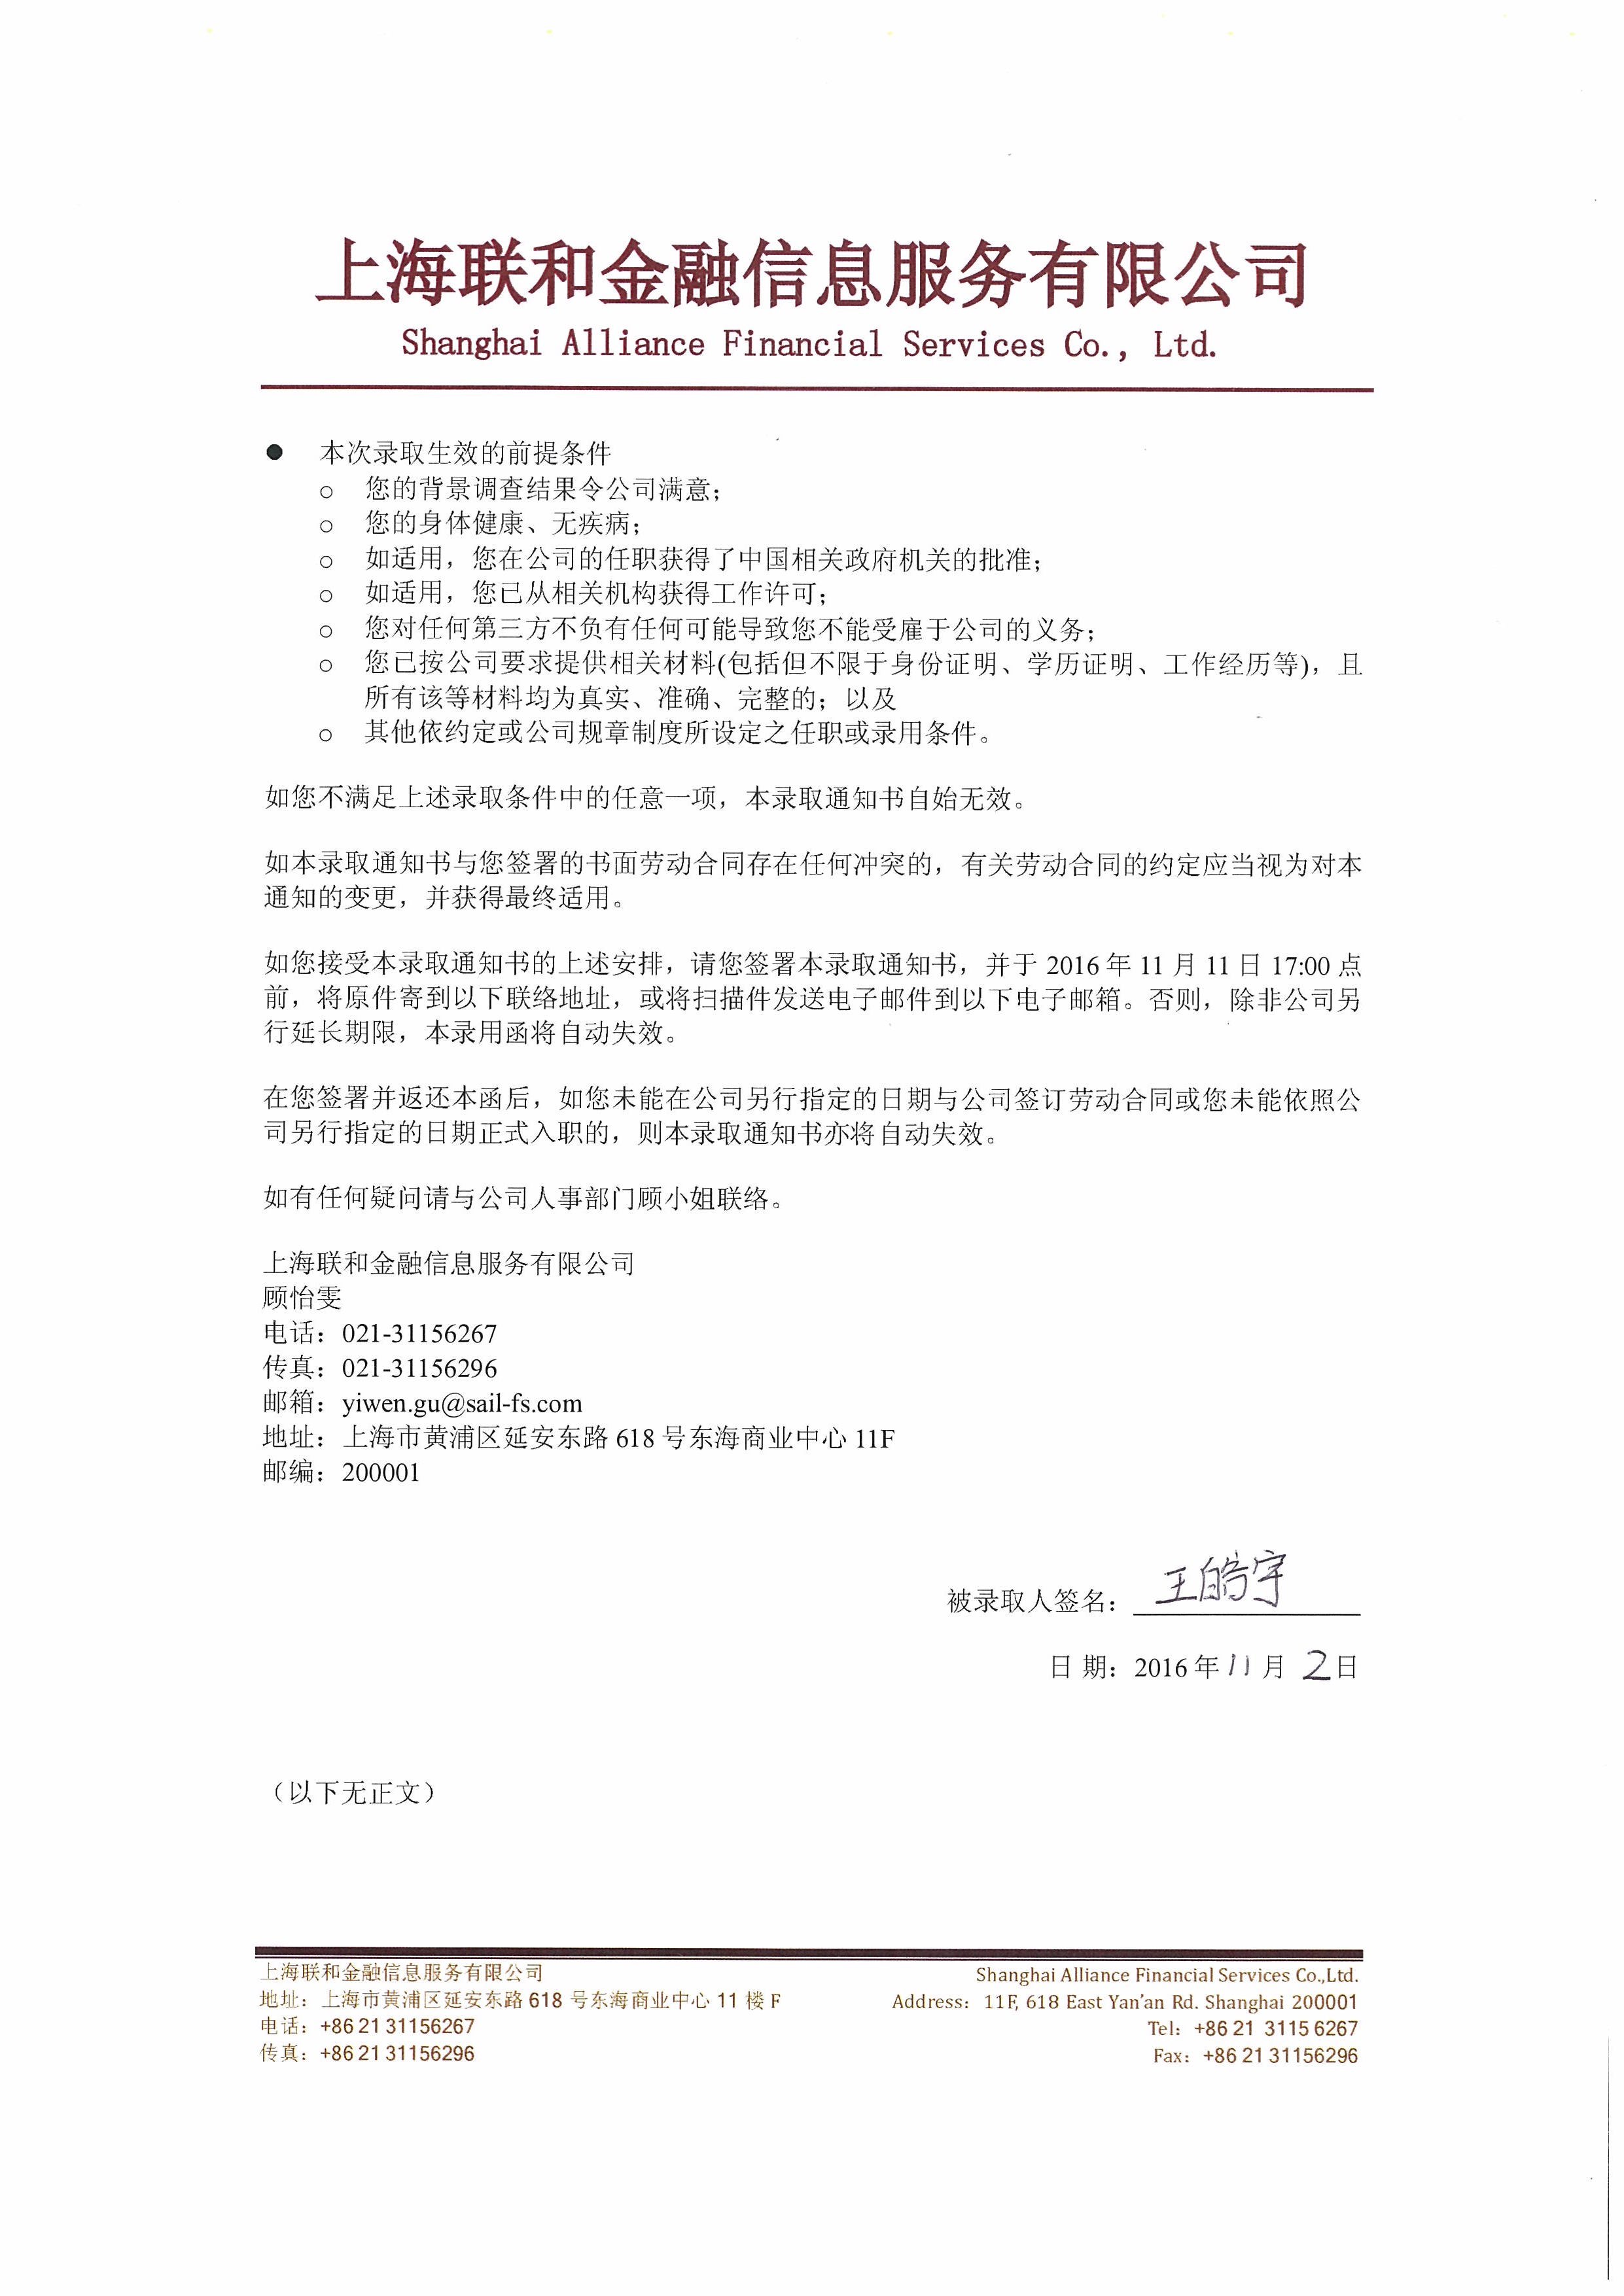 上海联和金融信息服务有限公司
Shanghai Alliance Financial Services Co., Ltd.
● 本次录取生效的前提条件
○ 您的背景调查结果令公司满意；
○ 您的身体健康、无疾病；
○ 如适用，您在公司的任职获得了中国相关政府机关的批准；
○ 如适用，您已从相关机构获得工作许可；
○ 您对任何第三方不负有任何可能导致您不能受雇于公司的义务；
○ 您已按公司要求提供相关材料(包括但不限于身份证明、学历证明、工作经历等)，且
所有该等材料均为真实、准确、完整的；以及
○ 其他依约定或公司规章制度所设定之任职或录用条件。
如您不满足上述录取条件中的任意一项，本录取通知书自始无效。
如本录取通知书与您签署的书面劳动合同存在任何冲突的，有关劳动合同的约定应当视为对本
通知的变更，并获得最终适用。
如您接受本录取通知书的上述安排，请您签署本录取通知书，并于 2016 年 11 月 11 日 17:00 点
前，将原件寄到以下联络地址，或将扫描件发送电子邮件到以下电子邮箱。否则，除非公司另
行延长期限，本录用函将自动失效。
在您签署并返还本函后，如您未能在公司另行指定的日期与公司签订劳动合同或您未能依照公
司另行指定的日期正式入职的，则本录取通知书亦将自动失效。
如有任何疑问请与公司人事部门顾小姐联络。
上海联和金融信息服务有限公司
顾怡雯
电话：021-31156267
传真：021-31156296
邮箱：yiwen.gu@sail-fs.com
地址：上海市黄浦区延安东路 618 号东海商业中心 11F
邮编：200001
被录取人签名：王皓宇
日 期：2016 年 11 月 2 日
（以下无正文）
上海联和金融信息服务有限公司
地址：上海市黄浦区延安东路 618 号东海商业中心 11 楼 F
电话：+86 21 31156267
传真：+86 21 31156296
Shanghai Alliance Financial Services Co.,Ltd.
Address: 11F, 618 East Yan'an Rd. Shanghai 200001
Tel: +86 21 3115 6267
Fax: +86 21 31156296